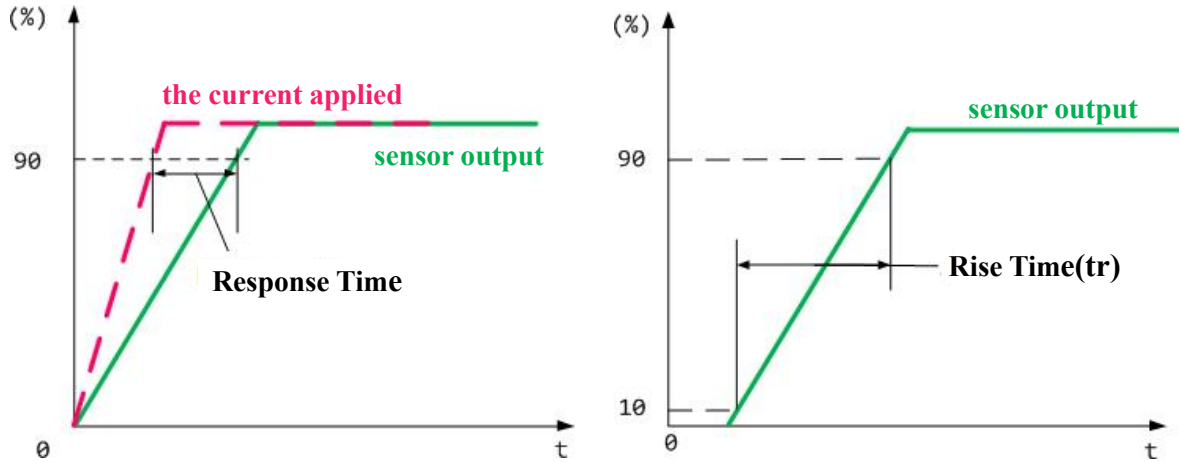 (%)
the current applied
sensor output
90
Response Time
0
t
(%)
sensor output
90
Rise Time(tr)
10
0
t